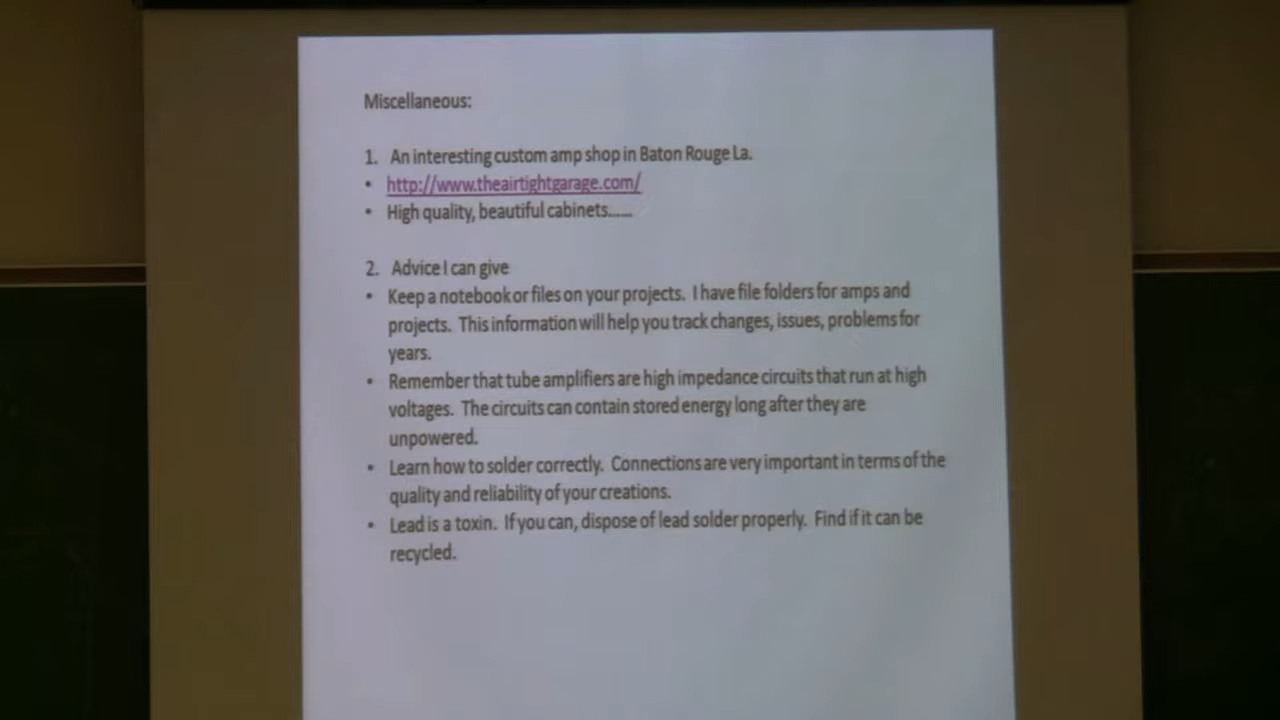 Miscellaneous:
1. An interesting custom amp shop in Baton Rouge La.
• http://www.theairtightgarage.com/
• High quality, beautiful cabinets......
2. Advice I can give
• Keep a notebook or files on your projects. I have file folders for amps and
projects. This information will help you track changes, issues, problems for
years.
• Remember that tube amplifiers are high impedance circuits that run at high
voltages. The circuits can contain stored energy long after they are
unpowered.
• Learn how to solder correctly. Connections are very important in terms of the
quality and reliability of your creations.
• Lead is a toxin. If you can, dispose of lead solder properly. Find if it can be
recycled.